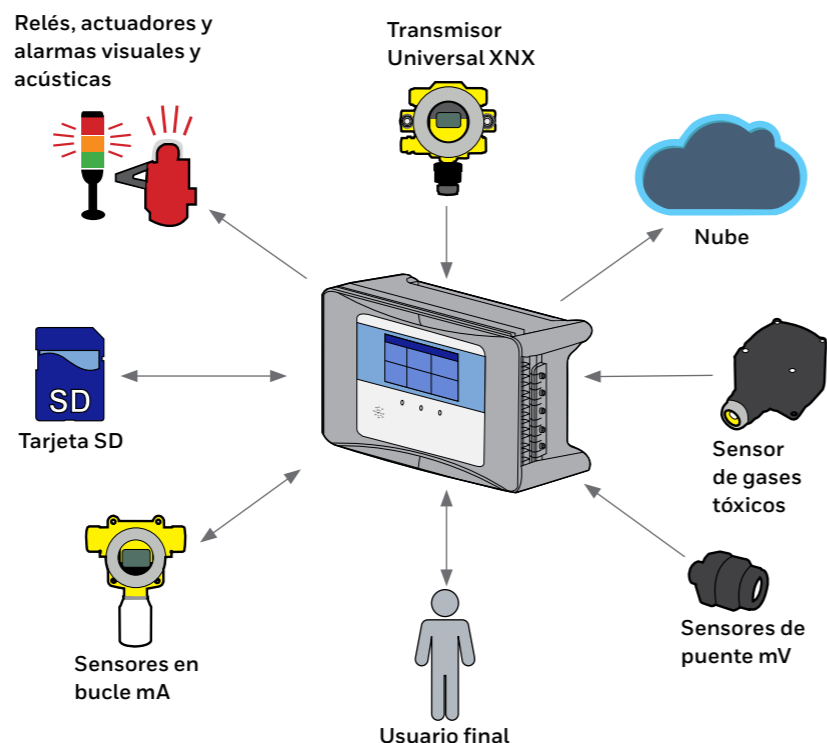 Relés, actuadores y
alarmas visuales y
acústicas
Transmisor
Universal XNX
Nube
SD
Tarjeta SD
Sensor
de gases
tóxicos
Sensores en
bucle mA
Sensores de
puente mV
Usuario final